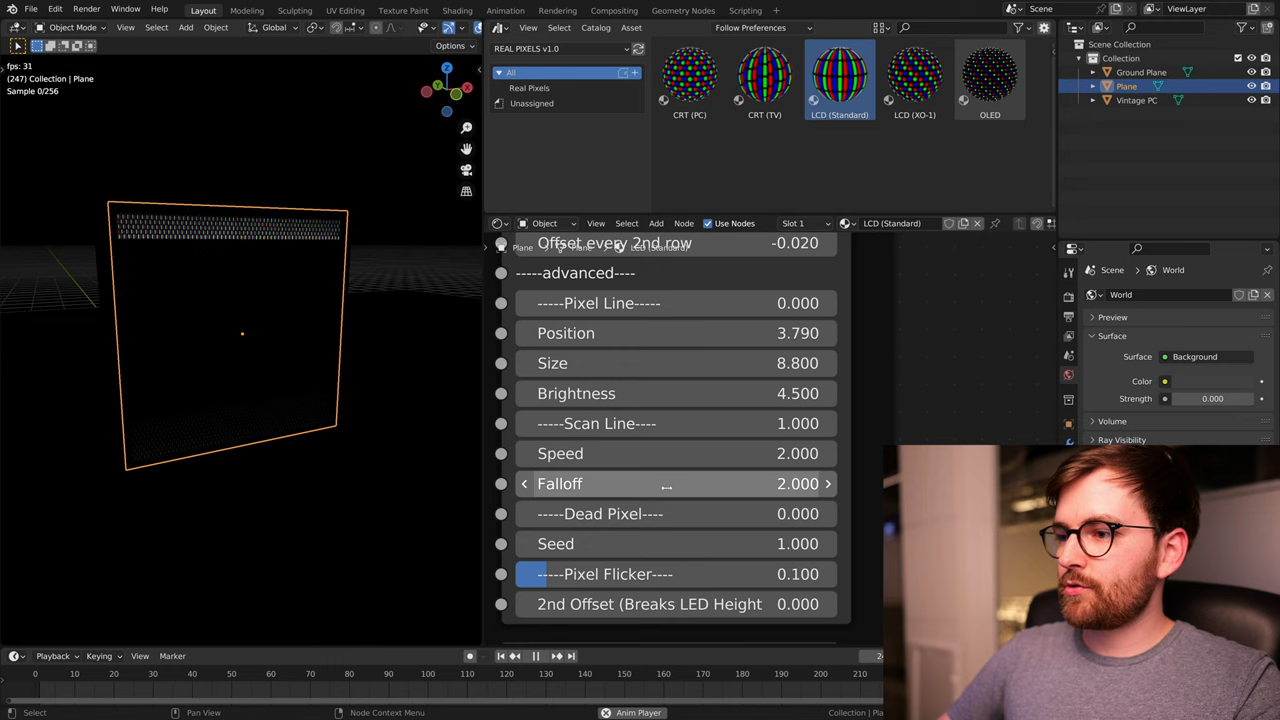 File Edit Render Window Help
Layout Modeling Sculpting UV Editing Texture Paint Shading Animation Rendering Compositing Geometry Nodes Scripting
Scene
ViewLayer
Object Mode View Select Add Object Global
Options
fps: 31
(247) Collection | Plane
Sample 0/256
Z
X
Y
View Select Catalog Asset Follow Preferences
REAL PIXELS v1.0
All
Real Pixels
Unassigned
CRT (PC)
CRT (TV)
LCD (Standard)
LCD (XO-1)
OLED
Object View Select Add Node Use Nodes Slot 1 LCD (Standard)
Offset every 2nd row -0.020
Plane
-----advanced----
-----Pixel Line----- 0.000
Position 3.790
Size 8.800
Brightness 4.500
-----Scan Line---- 1.000
Speed 2.000
Falloff 2.000
-----Dead Pixel---- 0.000
Seed 1.000
-----Pixel Flicker---- 0.100
2nd Offset (Breaks LED Height 0.000
Scene Collection
Collection
Ground Plane
Plane
Vintage PC
Scene World
World
Preview
Surface
Surface Background
Color
Strength 0.000
Volume
Ray Visibility
Playback Keying View Marker
0 10 20 30 40 50 60 70 80 90 100 110 120 130 140 150 160 170 180 190 200 210
Select Pan View Node Context Menu Anim Player Collection | Pla